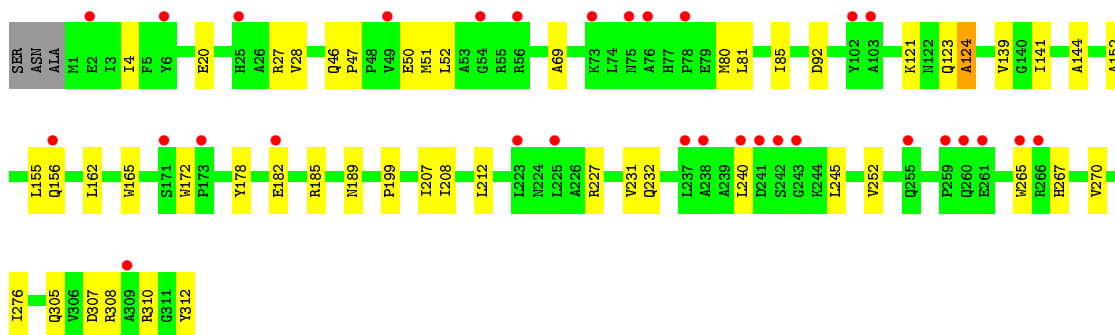 SER ASN ALA M1 E2 I3 I4 F5 Y6 E20 H25 A26 R27 V28 Q46 P47 P48 V49 E50 M51 L52 A53 G54 R55 R56 A69 K73 L74 N75 A76 H77 P78 E79 M80 L81 I85 D92 Y102 A103 K121 N122 Q123 A124 V139 G140 I141 A144 A152
L155 Q156 L162 W165 S171 W172 P173 Y178 E182 R185 N189 P199 I207 I208 L212 L223 N224 L225 A226 R227 V231 Q232 L237 A238 A239 L240 D241 S242 G243 K244 L245 V252 Q255 P259 Q260 E261 W265 R266 H267 V270
I276 Q305 V306 D307 R308 A309 R310 G311 Y312